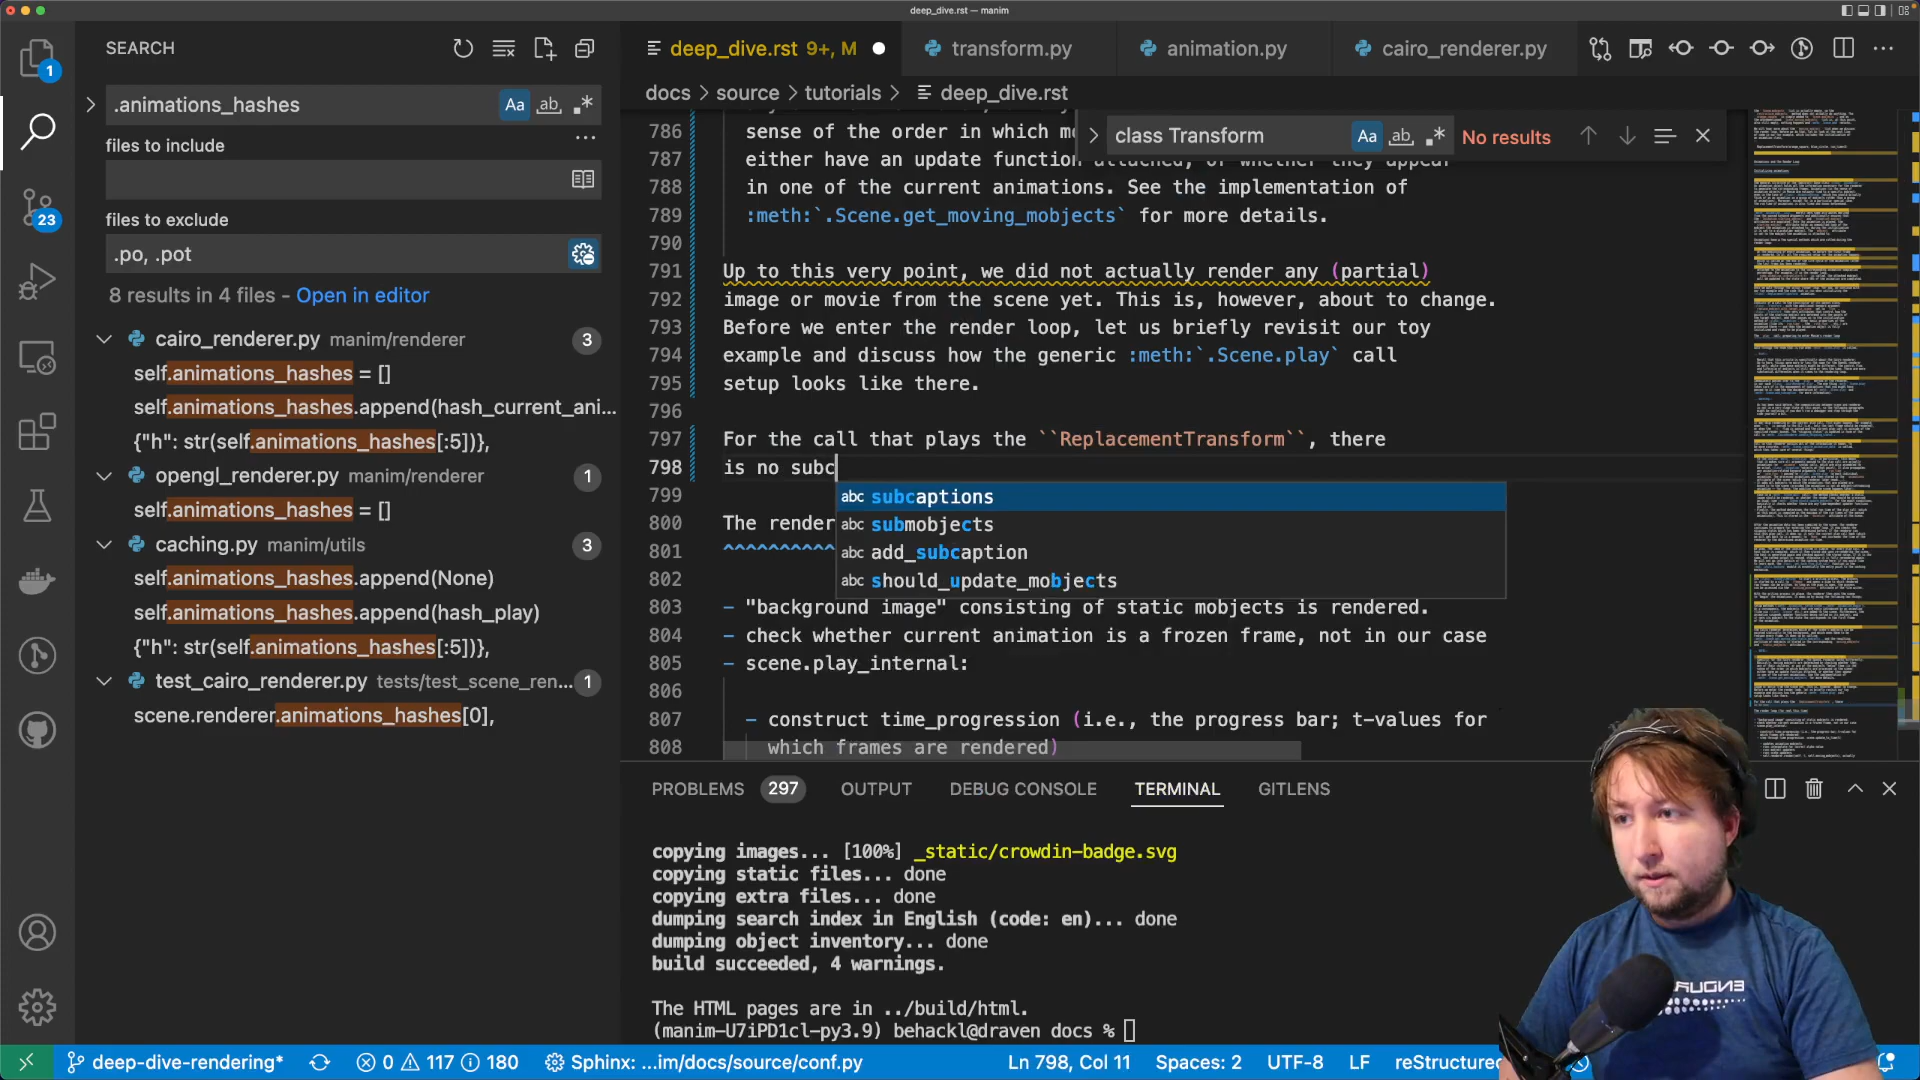 deep_dive.rst — manim
SEARCH
deep_dive.rst 9+, M
transform.py
animation.py
cairo_renderer.py
.animations_hashes
Aa
ab
.*
docs > source > tutorials > deep_dive.rst
class Transform
Aa
ab
.*
No results
files to include
files to exclude
.po, .pot
8 results in 4 files - Open in editor
cairo_renderer.py manim/renderer 3
self.animations_hashes = []
self.animations_hashes.append(hash_current_ani...
{"h": str(self.animations_hashes[:5])},
opengl_renderer.py manim/renderer 1
self.animations_hashes = []
caching.py manim/utils 3
self.animations_hashes.append(None)
self.animations_hashes.append(hash_play)
{"h": str(self.animations_hashes[:5])},
test_cairo_renderer.py tests/test_scene_ren... 1
scene.renderer.animations_hashes[0],
1
23
786 sense of the order in which m
787 either have an update function attached, or whether they appear
788 in one of the current animations. See the implementation of
789 :meth:`.Scene.get_moving_mobjects` for more details.
790
791 Up to this very point, we did not actually render any (partial)
792 image or movie from the scene yet. This is, however, about to change.
793 Before we enter the render loop, let us briefly revisit our toy
794 example and discuss how the generic :meth:`.Scene.play` call
795 setup looks like there.
796
797 For the call that plays the ``ReplacementTransform``, there
798 is no subc
799
800 The render
801 ^^^^^^^^^^
802
803 - "background image" consisting of static mobjects is rendered.
804 - check whether current animation is a frozen frame, not in our case
805 - scene.play_internal:
806
807 - construct time_progression (i.e., the progress bar; t-values for
808 which frames are rendered)
abc subcaptions
abc submobjects
abc add_subcaption
abc should_update_mobjects
PROBLEMS 297 OUTPUT DEBUG CONSOLE TERMINAL GITLENS
copying images... [100%] _static/crowdin-badge.svg
copying static files... done
copying extra files... done
dumping search index in English (code: en)... done
dumping object inventory... done
build succeeded, 4 warnings.
The HTML pages are in ../build/html.
(manim-U7iPD1cl-py3.9) behackl@draven docs %
deep-dive-rendering* 0 117 180 Sphinx: ...im/docs/source/conf.py Ln 798, Col 11 Spaces: 2 UTF-8 LF reStructured